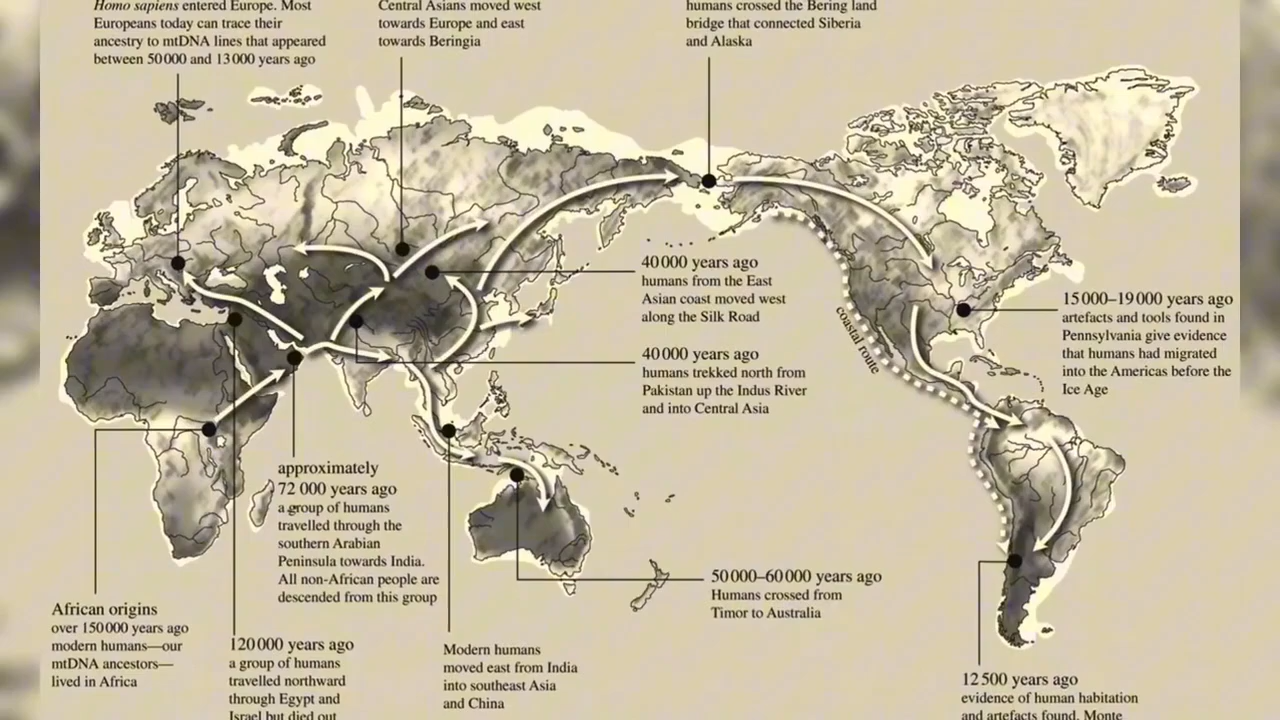 Homo sapiens entered Europe. Most
Europeans today can trace their
ancestry to mtDNA lines that appeared
between 50 000 and 13 000 years ago
Central Asians moved west
towards Europe and east
towards Beringia
humans crossed the Bering land
bridge that connected Siberia
and Alaska
40 000 years ago
humans from the East
Asian coast moved west
along the Silk Road
15 000–19 000 years ago
artefacts and tools found in
Pennsylvania give evidence
that humans had migrated
into the Americas before the
Ice Age
coastal route
40 000 years ago
humans trekked north from
Pakistan up the Indus River
and into Central Asia
approximately
72 000 years ago
a group of humans
travelled through the
southern Arabian
Peninsula towards India.
All non-African people are
descended from this group
50 000–60 000 years ago
Humans crossed from
Timor to Australia
African origins
over 150 000 years ago
modern humans—our
mtDNA ancestors—
lived in Africa
120 000 years ago
a group of humans
travelled northward
through Egypt and
Israel but died out
Modern humans
moved east from India
into southeast Asia
and China
12 500 years ago
evidence of human habitation
and artefacts found, Monte